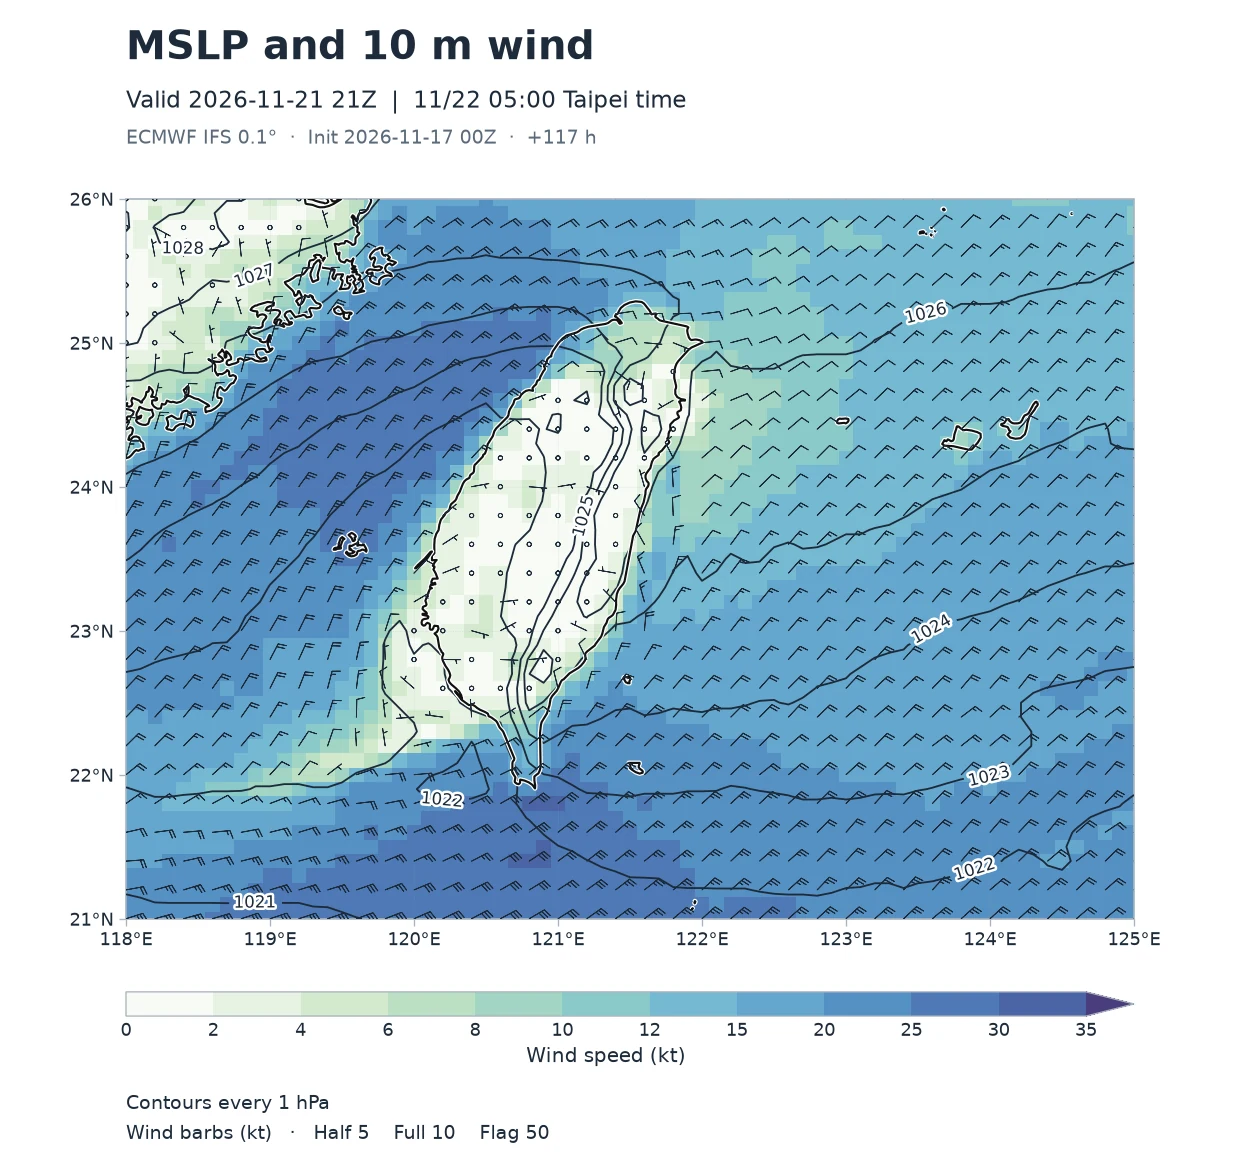 MSLP and 10 m wind
Valid 2026-11-21 21Z | 11/22 05:00 Taipei time
ECMWF IFS 0.1° · Init 2026-11-17 00Z · +117 h
26°N
1028
1027
1026
25°N
24°N
1025
23°N
1024
22°N
1023
1022
1022
1021
21°N
118°E 119°E 120°E 121°E 122°E 123°E 124°E 125°E
0 2 4 6 8 10 12 15 20 25 30 35
Wind speed (kt)
Contours every 1 hPa
Wind barbs (kt) · Half 5 Full 10 Flag 50